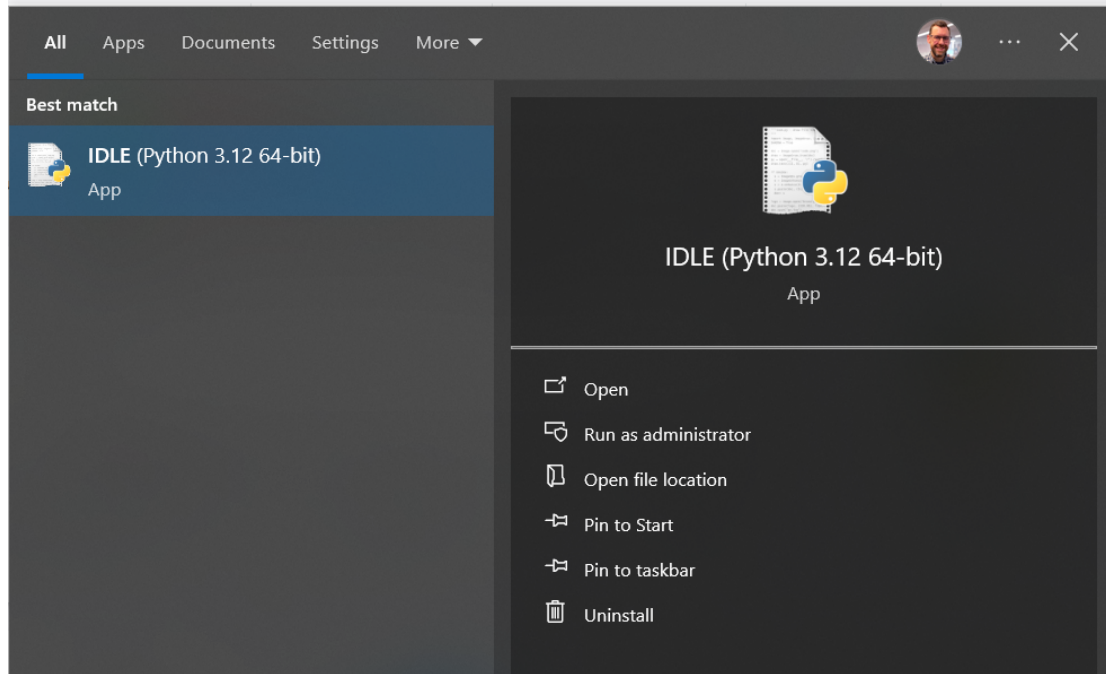 All Apps Documents Settings More
Best match
IDLE (Python 3.12 64-bit)
App
IDLE (Python 3.12 64-bit)
App
Open
Run as administrator
Open file location
Pin to Start
Pin to taskbar
Uninstall